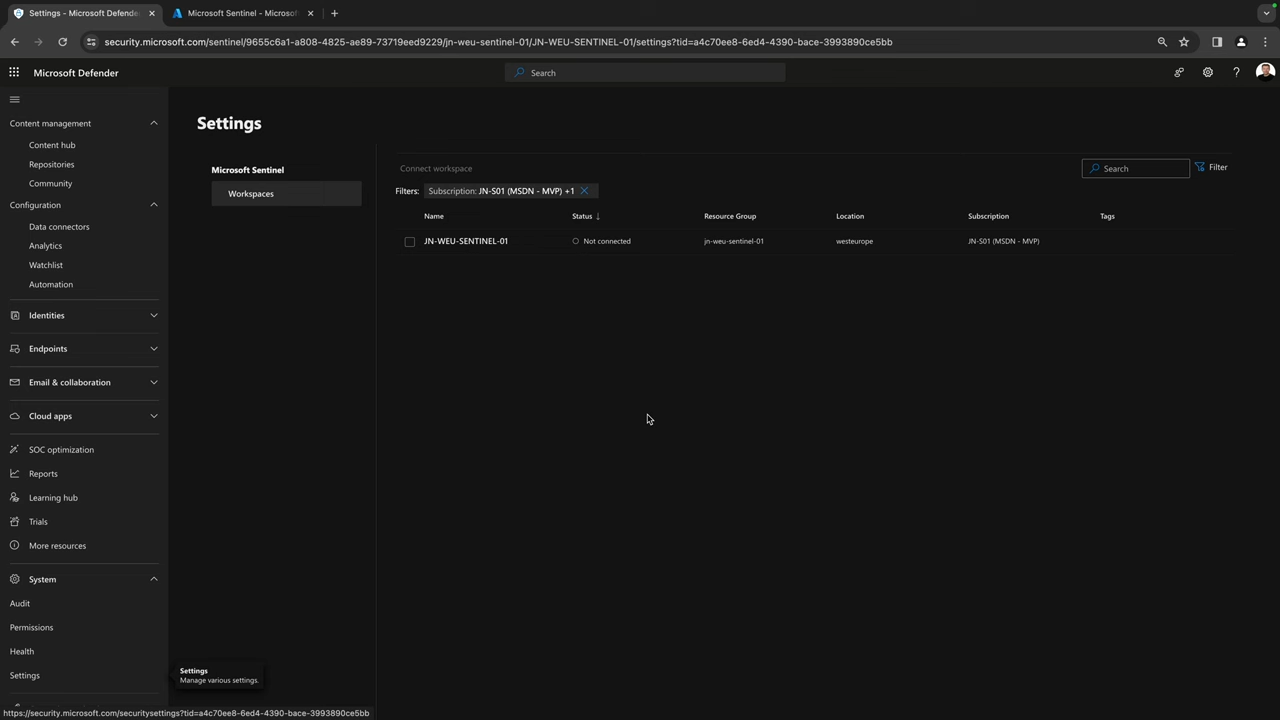 Settings - Microsoft Defende
Microsoft Sentinel - Microsof
security.microsoft.com/sentinel/9655c6a1-a808-4825-ae89-73719eed9229/jn-weu-sentinel-01/JN-WEU-SENTINEL-01/settings?tid=a4c70ee8-6ed4-4390-bace-3993890ce5bb
Microsoft Defender
Search
Content management
Content hub
Repositories
Community
Configuration
Data connectors
Analytics
Watchlist
Automation
Identities
Endpoints
Email & collaboration
Cloud apps
SOC optimization
Reports
Learning hub
Trials
More resources
System
Audit
Permissions
Health
Settings
Settings
Manage various settings.
https://security.microsoft.com/securitysettings?tid=a4c70ee8-6ed4-4390-bace-3993890ce5bb
Settings
Microsoft Sentinel
Workspaces
Connect workspace
Search
Filter
Filters: Subscription: JN-S01 (MSDN - MVP) +1
Name Status ↓ Resource Group Location Subscription Tags
JN-WEU-SENTINEL-01 Not connected jn-weu-sentinel-01 westeurope JN-S01 (MSDN - MVP)